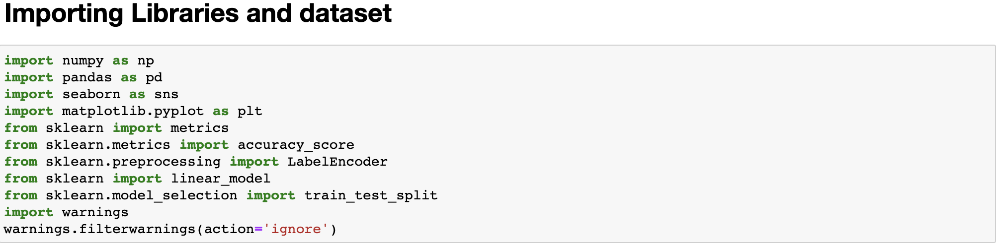 Importing Libraries and dataset
import numpy as np
import pandas as pd
import seaborn as sns
import matplotlib.pyplot as plt
from sklearn import metrics
from sklearn.metrics import accuracy_score
from sklearn.preprocessing import LabelEncoder
from sklearn import linear_model
from sklearn.model_selection import train_test_split
import warnings
warnings.filterwarnings(action='ignore')